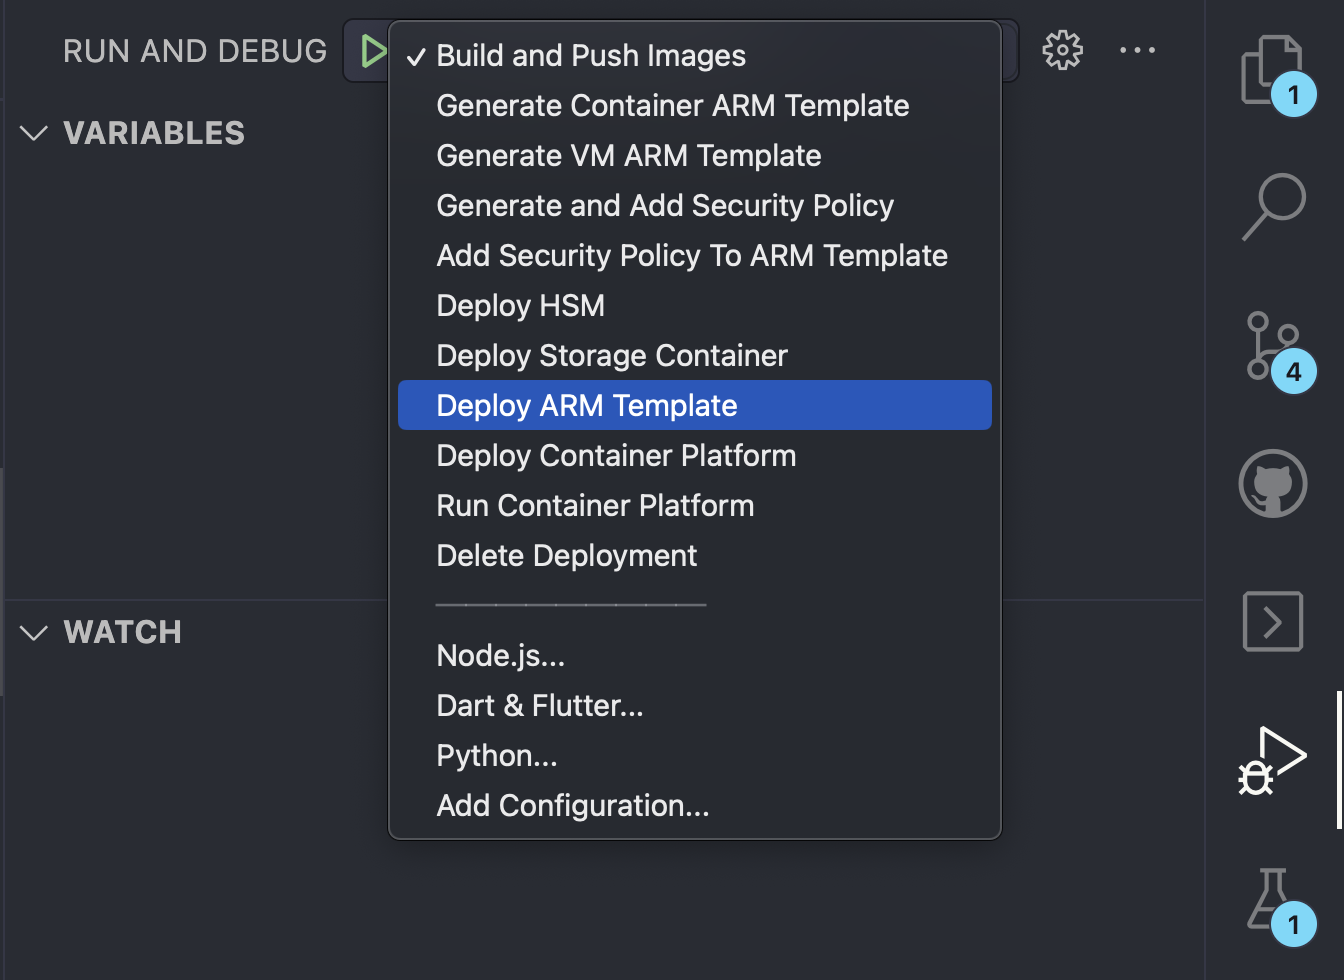 RUN AND DEBUG
✓ Build and Push Images
Generate Container ARM Template
Generate VM ARM Template
Generate and Add Security Policy
Add Security Policy To ARM Template
Deploy HSM
Deploy Storage Container
Deploy ARM Template
Deploy Container Platform
Run Container Platform
Delete Deployment
Node.js...
Dart & Flutter...
Python...
Add Configuration...
VARIABLES
WATCH
1
4
1